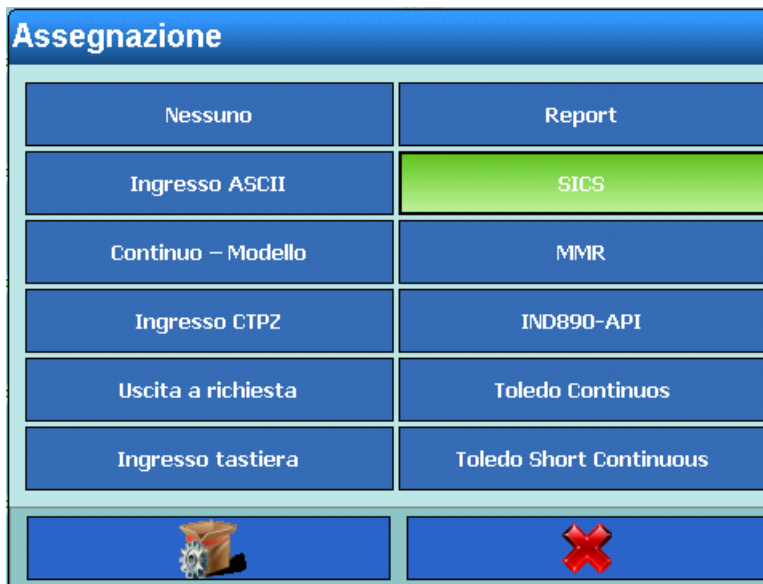 Assegnazione
Nessuno
Report
Ingresso ASCII
SICS
Continuo – Modello
MMR
Ingresso CTPZ
IND890-API
Uscita a richiesta
Toledo Continuos
Ingresso tastiera
Toledo Short Continuous